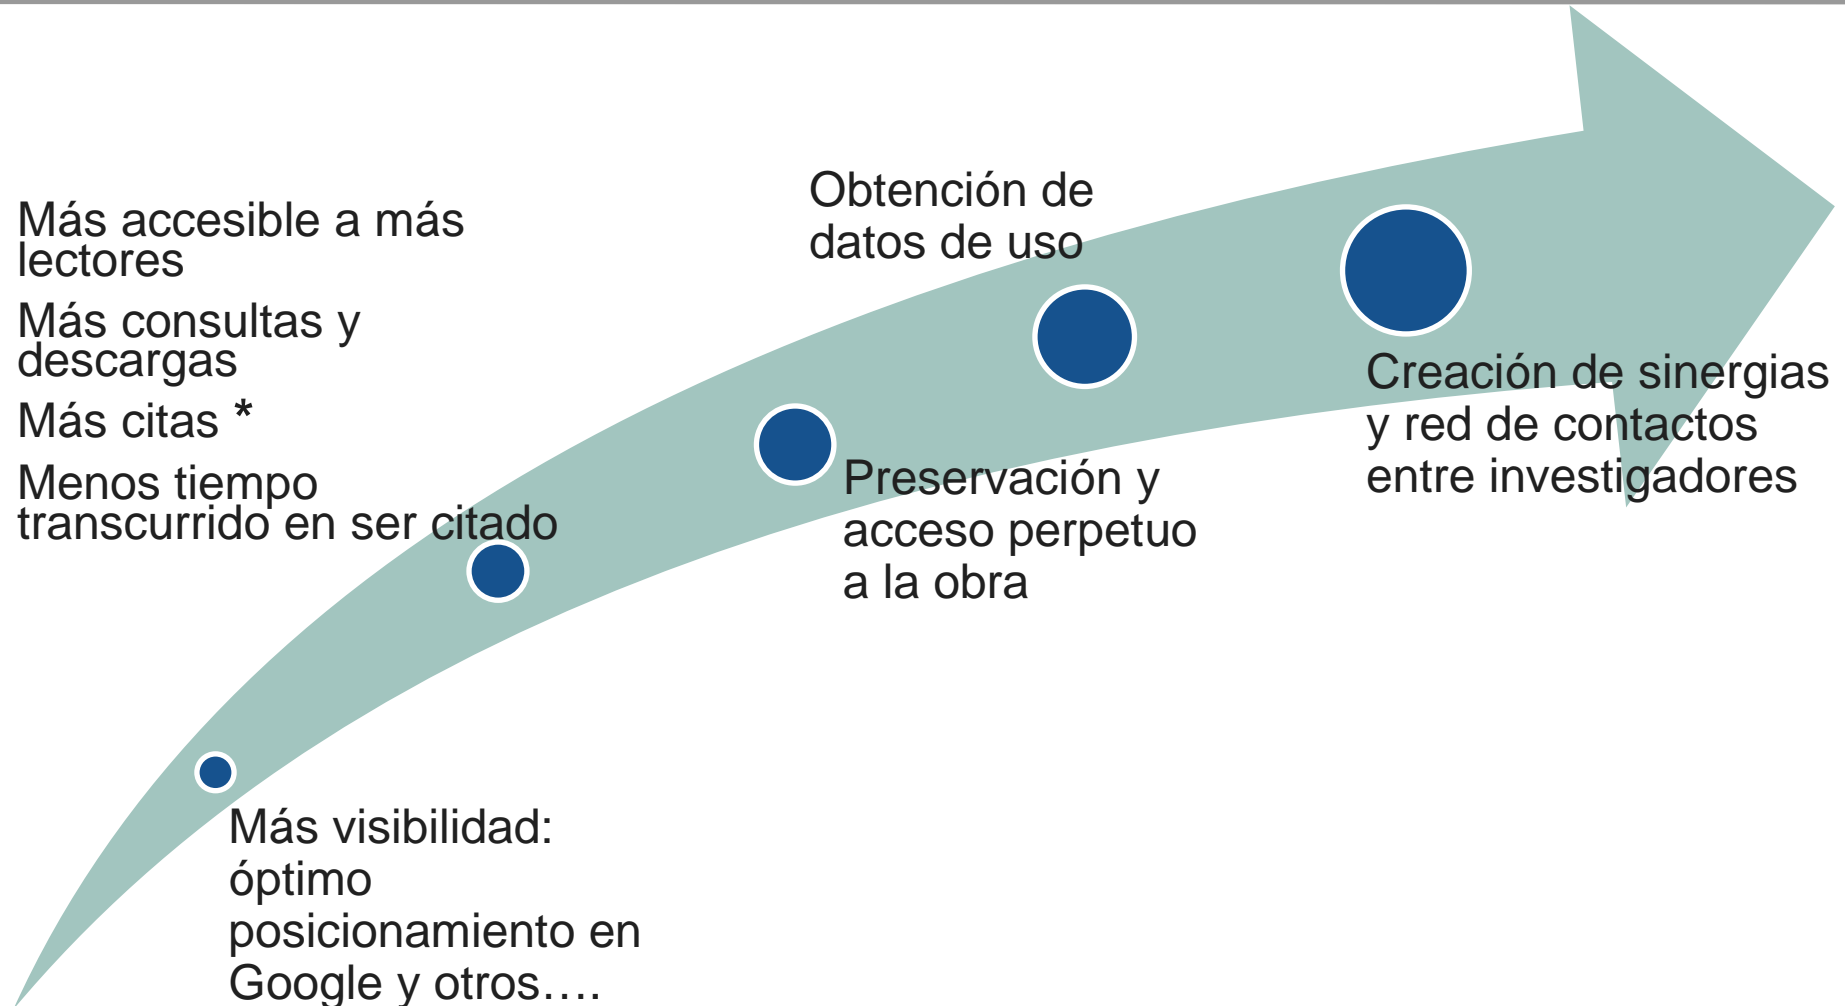 Más accesible a más
lectores
Más consultas y
descargas
Más citas *
Menos tiempo
transcurrido en ser citado
Obtención de
datos de uso
Creación de sinergias
y red de contactos
entre investigadores
Preservación y
acceso perpetuo
a la obra
Más visibilidad:
óptimo
posicionamiento en
Google y otros….